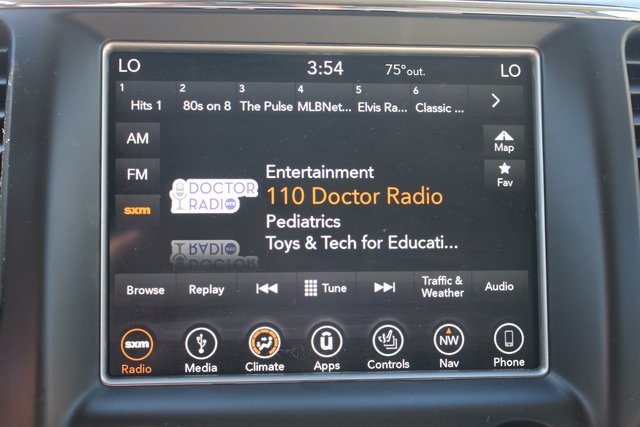 LO 3:54 75° out. LO
1 2 3 4 5 6
Hits 1 80s on 8 The Pulse MLBNet... Elvis Ra... Classic ...
AM
Map
FM
Fav
sxm
DOCTOR
RADIO
Entertainment
110 Doctor Radio
Pediatrics
Toys & Tech for Educati...
Browse Replay Tune Traffic & Weather Audio
sxm NW
Radio Media Climate Apps Controls Nav Phone